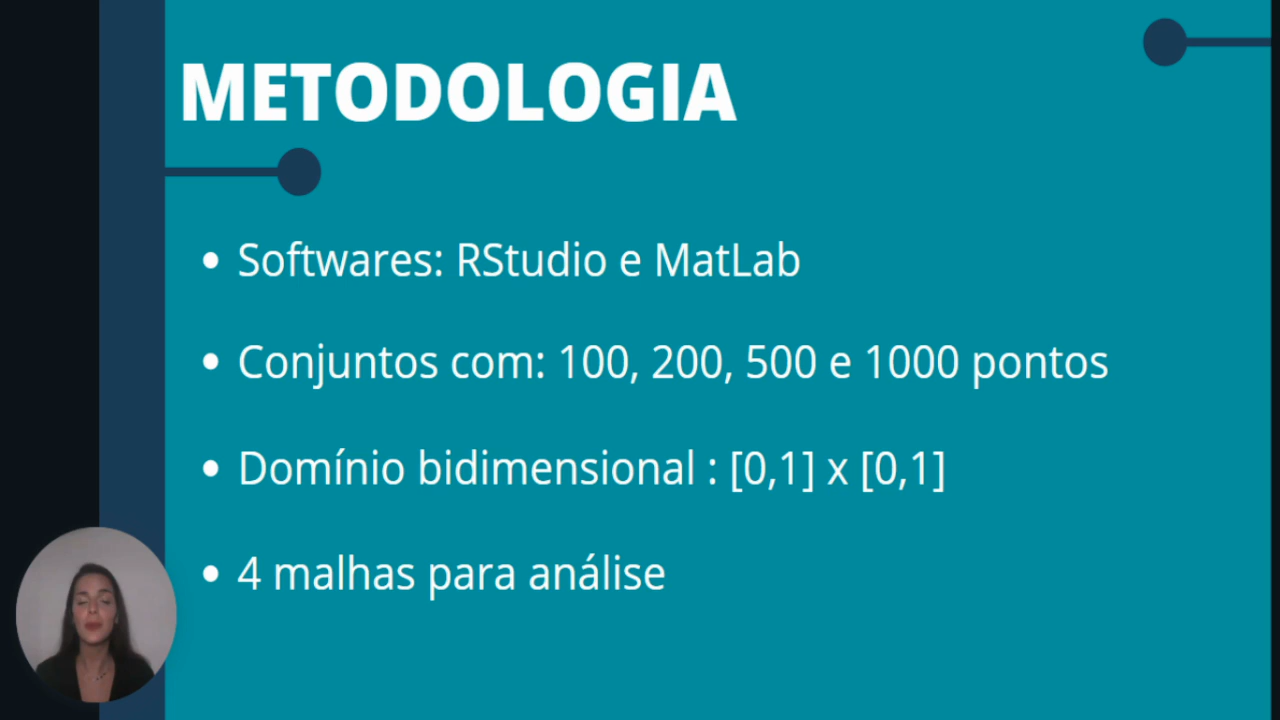 METODOLOGIA
• Softwares: RStudio e MatLab
• Conjuntos com: 100, 200, 500 e 1000 pontos
• Domínio bidimensional : [0,1] x [0,1]
• 4 malhas para análise